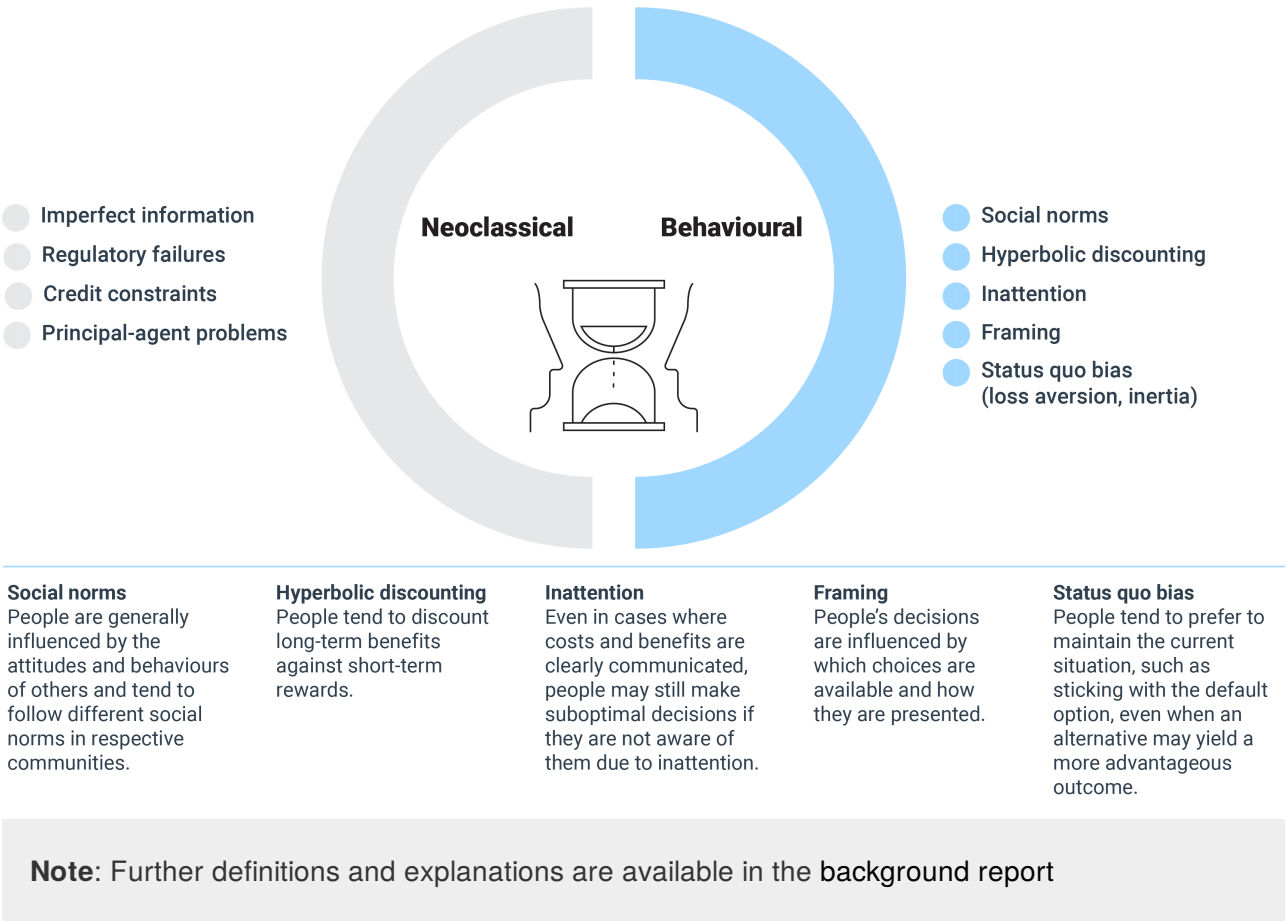 Neoclassical
Behavioural
Imperfect information
Regulatory failures
Credit constraints
Principal-agent problems
Social norms
Hyperbolic discounting
Inattention
Framing
Status quo bias
(loss aversion, inertia)
Social norms
People are generally
influenced by the
attitudes and behaviours
of others and tend to
follow different social
norms in respective
communities.
Hyperbolic discounting
People tend to discount
long-term benefits
against short-term
rewards.
Inattention
Even in cases where
costs and benefits are
clearly communicated,
people may still make
suboptimal decisions if
they are not aware of
them due to inattention.
Framing
People’s decisions
are influenced by
which choices are
available and how
they are presented.
Status quo bias
People tend to prefer to
maintain the current
situation, such as
sticking with the default
option, even when an
alternative may yield a
more advantageous
outcome.
Note: Further definitions and explanations are available in the background report